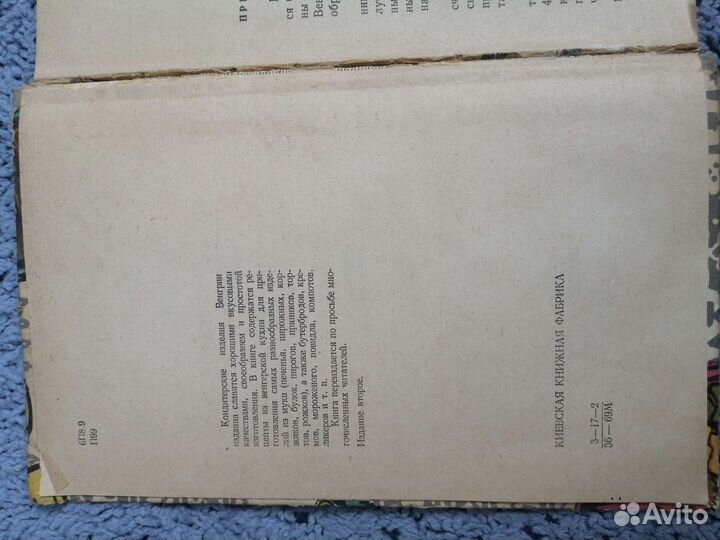 6П8.9
П99
Кондитерские изделия Венгрии
издавна славятся хорошими вкусовыми
качествами, своеобразием и простотой
изготовления. В книге содержатся ре-
цепты из венгерской кухни для при-
готовления самых разнообразных изде-
лий из муки (печенья, пирожных, кор-
жиков, булок, пирогов, пряников, тор-
тов, рожков), а также бутербродов, кре-
мов, мороженого, повидла, компотов,
ликеров и т. п.
Книга переиздается по просьбе мно-
гочисленных читателей.
Издание второе.
КИЕВСКАЯ КНИЖНАЯ ФАБРИКА
3—17—2
36—69М
Avito